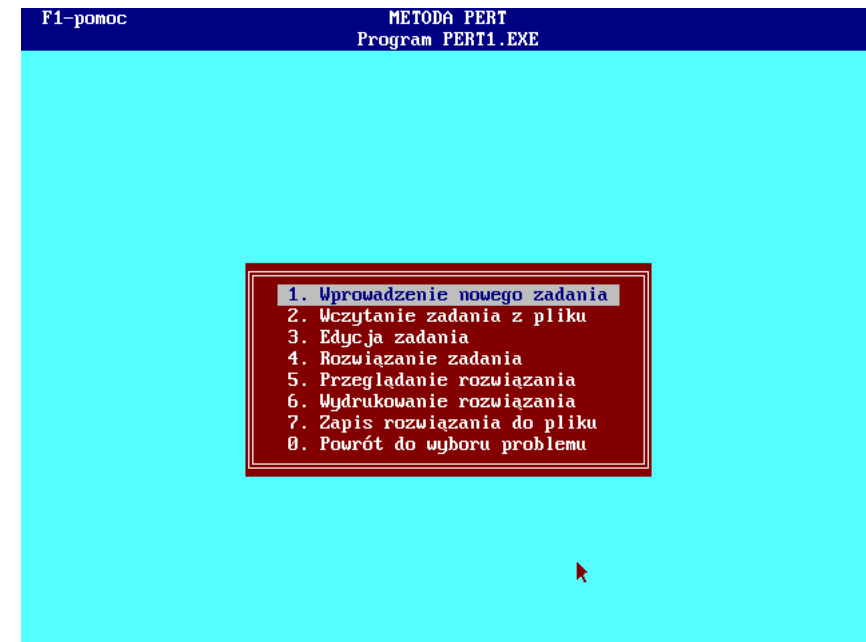 F1-pomoc METODA PERT
Program PERT1.EXE
1. Wprowadzenie nowego zadania
2. Wczytanie zadania z pliku
3. Edycja zadania
4. Rozwiązanie zadania
5. Przeglądanie rozwiązania
6. Wydrukowanie rozwiązania
7. Zapis rozwiązania do pliku
0. Powrót do wyboru problemu